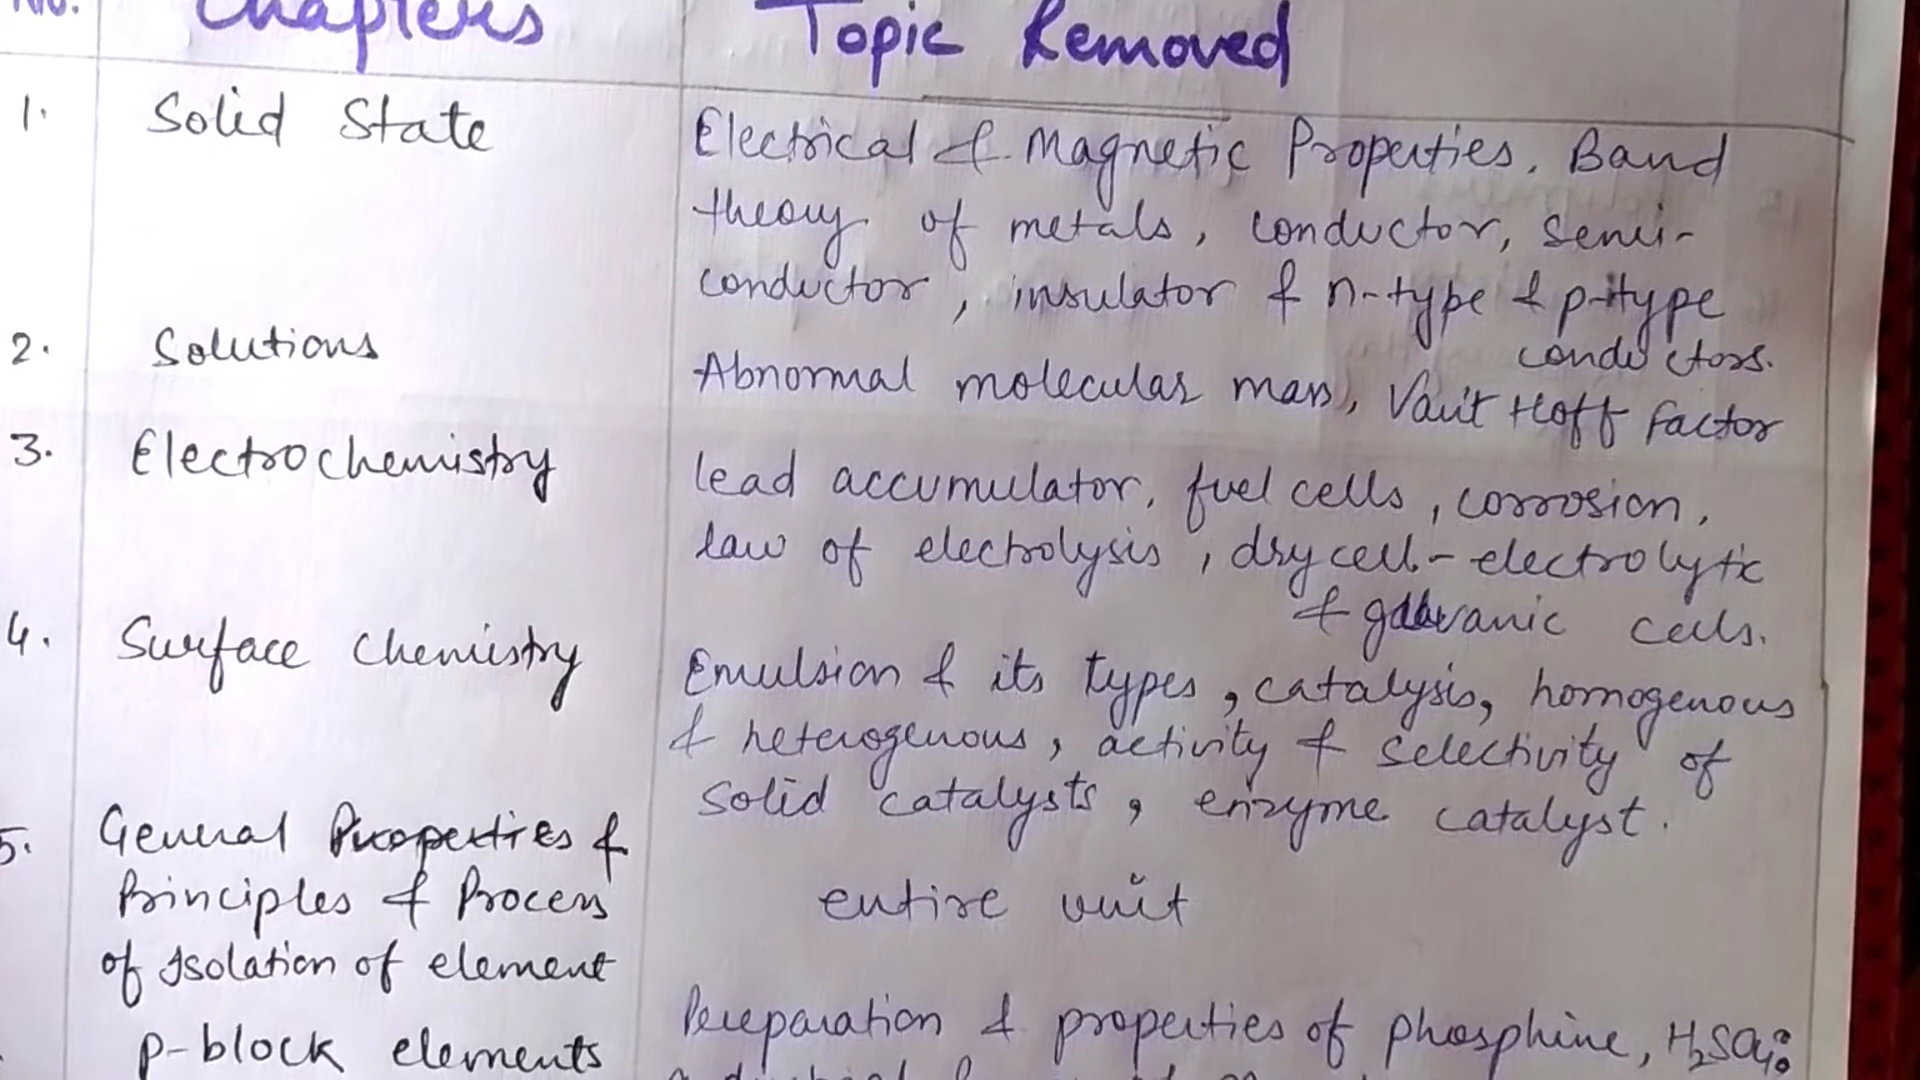 No. Chapters Topic Removed
1. Solid State Electrical & Magnetic Properties, Band
theory of metals, conductor, semi-
conductor, insulator & n-type & p-type
conductors.
2. Solutions Abnormal molecular mass, Van't Hoff factor
3. Electrochemistry lead accumulator, fuel cells, corrosion,
law of electrolysis, dry cell - electrolytic
& galvanic cells.
4. Surface Chemistry Emulsion & its types, catalysis, homogenous
& heterogenous, activity & selectivity of
solid catalysts, enzyme catalyst.
5. General Properties &
Principles & Process entire unit
of Isolation of element
p-block elements Preparation & properties of phosphine, H2SO4;